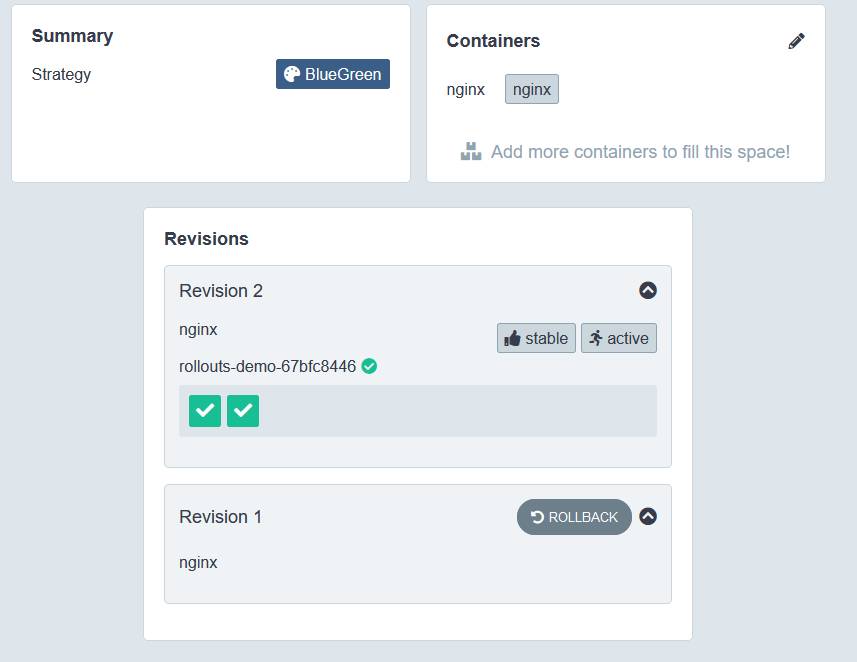 Summary
Strategy
BlueGreen
Containers
nginx nginx
Add more containers to fill this space!
Revisions
Revision 2
nginx
stable active
rollouts-demo-67bfc8446
Revision 1
ROLLBACK
nginx